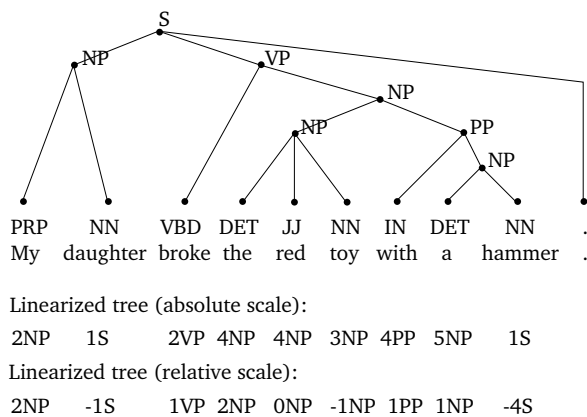 S
NP VP
NP
NP PP
NP
PRP NN VBD DET JJ NN IN DET NN .
My daughter broke the red toy with a hammer .
Linearized tree (absolute scale):
2NP 1S 2VP 4NP 4NP 3NP 4PP 5NP 1S
Linearized tree (relative scale):
2NP -1S 1VP 2NP 0NP -1NP 1PP 1NP -4S